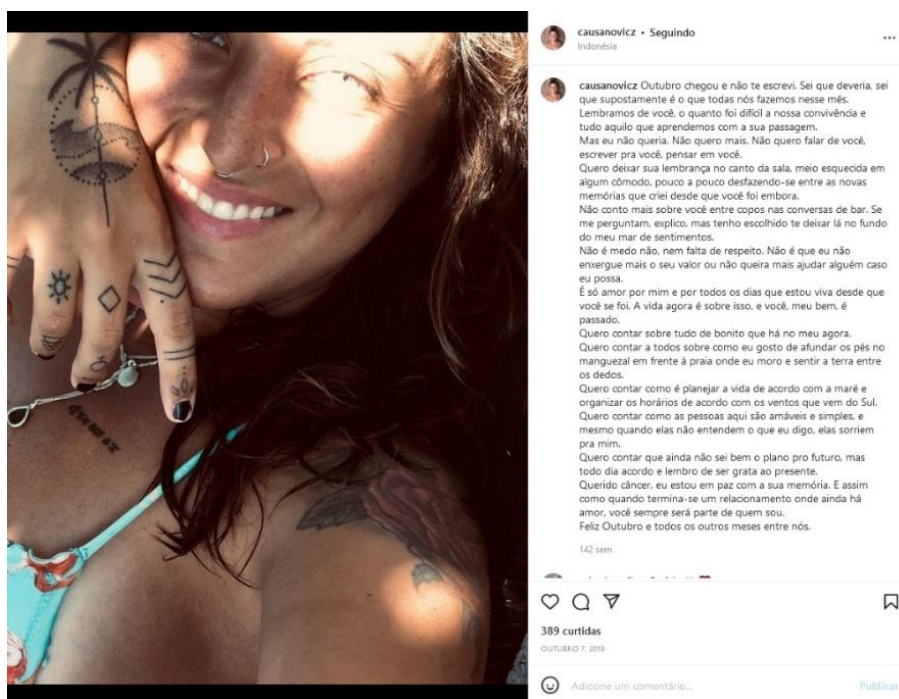 causanovicz • Seguindo
Indonésia
causanovicz Outubro chegou e não te escrevi. Sei que deveria, sei
que supostamente é o que todas nós fazemos nesse mês.
Lembramos de você, o quanto foi difícil a nossa convivência e
tudo aquilo que aprendemos com a sua passagem.
Mas eu não queria. Não quero mais. Não quero falar de você,
escrever pra você, pensar em você.
Quero deixar sua lembrança no canto da sala, meio esquecida em
algum cômodo, pouco a pouco desfazendo-se entre as novas
memórias que criei desde que você foi embora.
Não conto mais sobre você entre copos nas conversas de bar. Se
me perguntam, explico, mas tenho escolhido te deixar lá no fundo
do meu mar de sentimentos.
Não é medo não, nem falta de respeito. Não é que eu não
enxergue mais o seu valor ou não queira mais ajudar alguém caso
eu possa.
É só amor por mim e por todos os dias que estou viva desde que
você se foi. A vida agora é sobre isso, e você, meu bem, é
passado.
Quero contar sobre tudo de bonito que há no meu agora.
Quero contar a todos sobre como eu gosto de afundar os pés no
manguezal em frente à praia onde eu moro e sentir a terra entre
os dedos.
Quero contar como é planejar a vida de acordo com a maré e
organizar os horários de acordo com os ventos que vem do Sul.
Quero contar como as pessoas aqui são amáveis e simples, e
mesmo quando elas não entendem o que eu digo, elas sorriem
pra mim.
Quero contar que ainda não sei bem o plano pro futuro, mas
todo dia acordo e lembro de ser grata ao presente.
Querido câncer, eu estou em paz com a sua memória. E assim
como quando termina-se um relacionamento onde ainda há
amor, você sempre será parte de quem sou.
Feliz Outubro e todos os outros meses entre nós.
142 sem
389 curtidas
OUTUBRO 7, 2019
Adicione um comentário...
Publicar